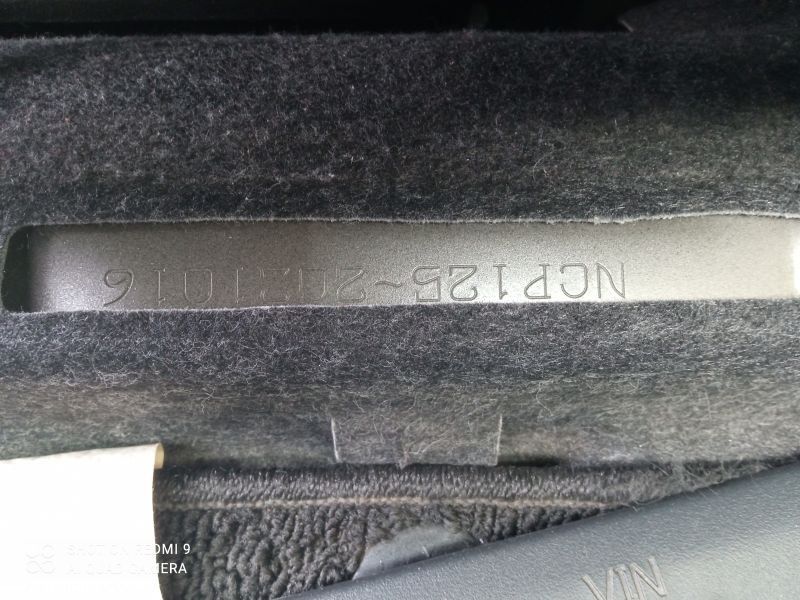 NCP125~2021016
VIN
SHOT ON REDMI 9
AI QUAD CAMERA